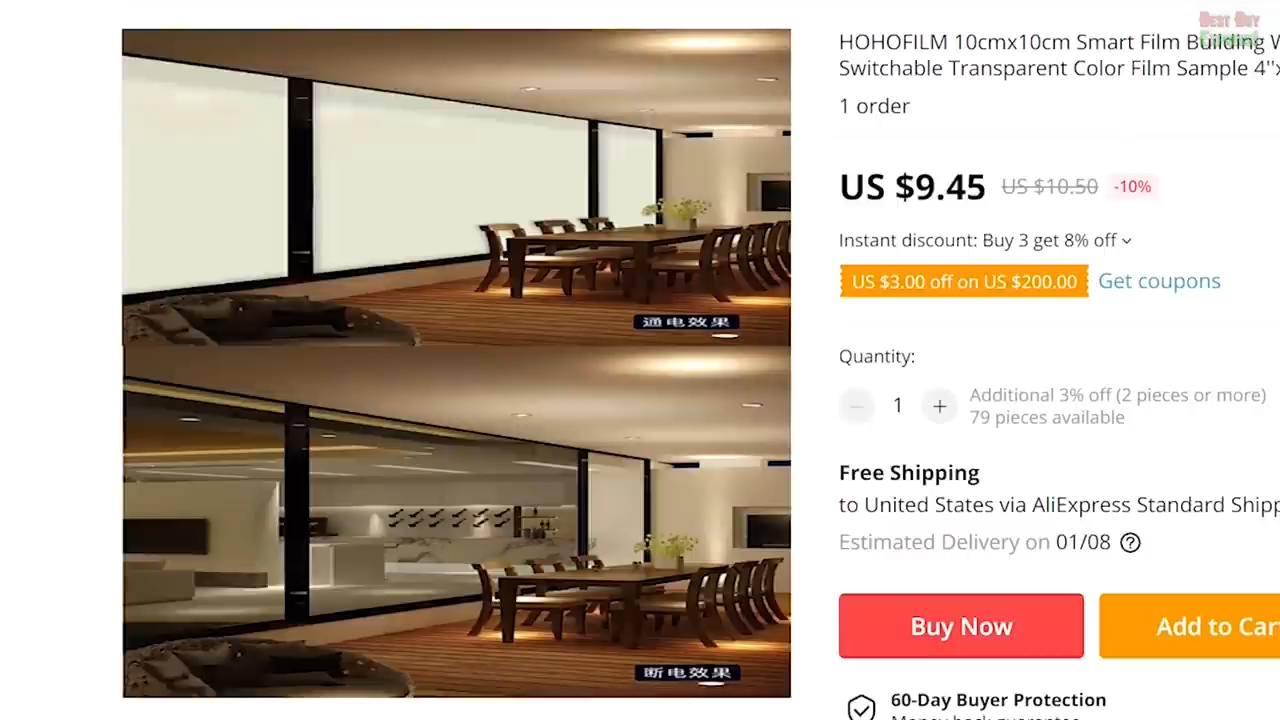 BEST BUY
HOHOFILM 10cmx10cm Smart Film Building
Switchable Transparent Color Film Sample 4"x
1 order
US $9.45 US $10.50 -10%
Instant discount: Buy 3 get 8% off
US $3.00 off on US $200.00 Get coupons
Quantity:
1
Additional 3% off (2 pieces or more)
79 pieces available
Free Shipping
to United States via AliExpress Standard Shipp
Estimated Delivery on 01/08
Buy Now
Add to Car
60-Day Buyer Protection
通电效果
断电效果